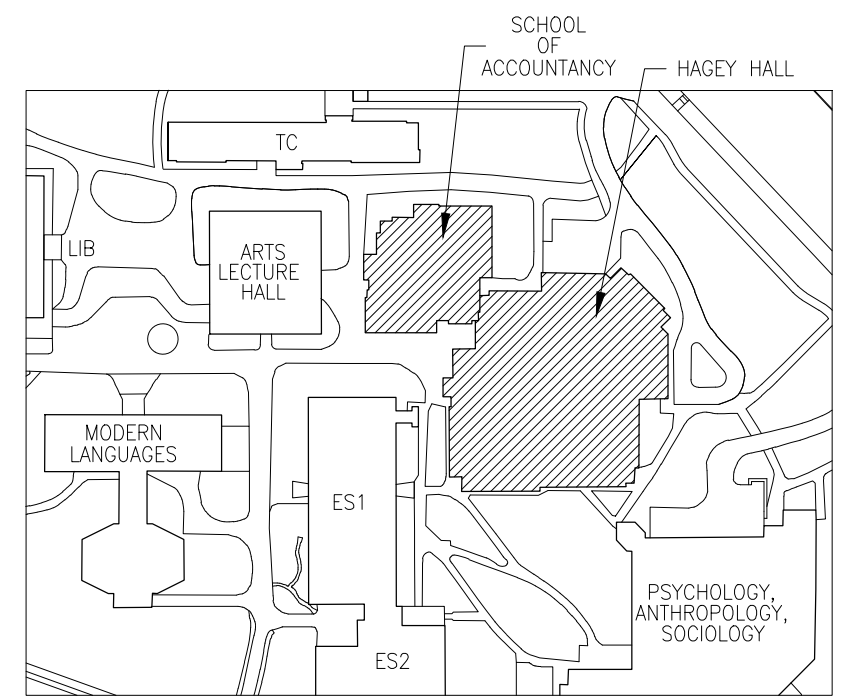 SCHOOL
OF
ACCOUNTANCY
HAGEY HALL
TC
LIB
ARTS
LECTURE
HALL
MODERN
LANGUAGES
ES1
PSYCHOLOGY,
ANTHROPOLOGY,
SOCIOLOGY
ES2